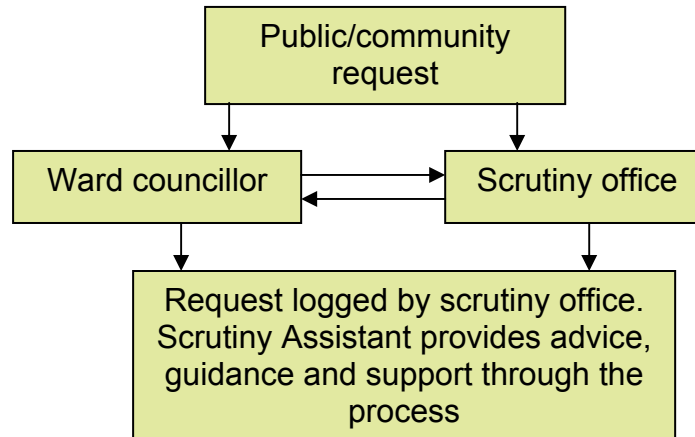 Public/community
request
Ward councillor
Scrutiny office
Request logged by scrutiny office.
Scrutiny Assistant provides advice,
guidance and support through the
process